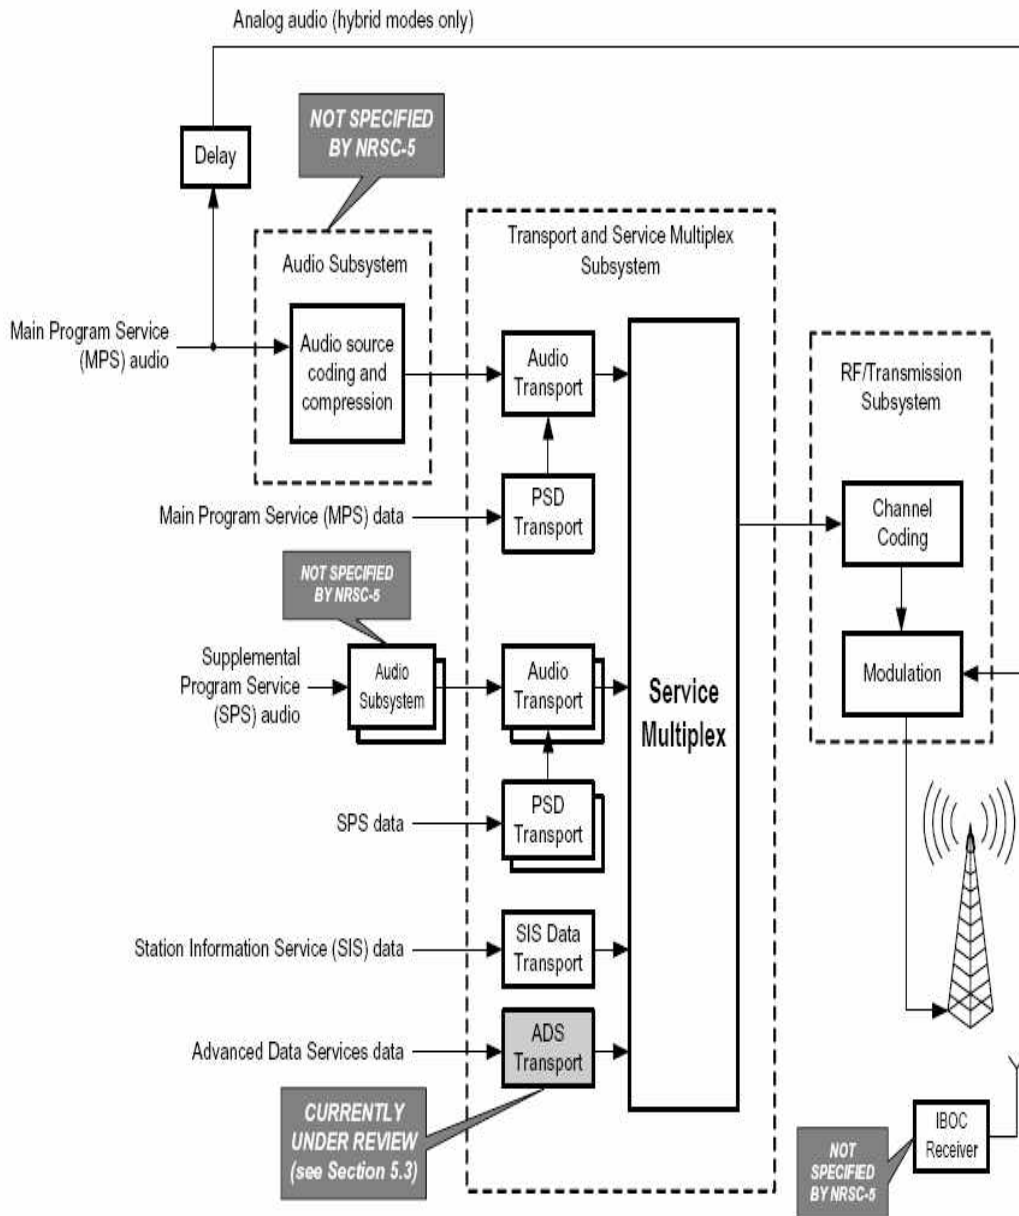 Analog audio (hybrid modes only)
NOT SPECIFIED
BY NRSC-5
Delay
Audio Subsystem
Transport and Service Multiplex
Subsystem
Main Program Service
(MPS) audio
Audio source
coding and
compression
Audio
Transport
RF/Transmission
Subsystem
Main Program Service (MPS) data
PSD
Transport
Channel
Coding
NOT SPECIFIED
BY NRSC-5
Supplemental
Program Service
(SPS) audio
Audio
Subsystem
Audio
Transport
Service
Multiplex
Modulation
SPS data
PSD
Transport
Station Information Service (SIS) data
SIS Data
Transport
Advanced Data Services data
ADS
Transport
CURRENTLY
UNDER REVIEW
(see Section 5.3)
IBOC
Receiver
NOT
SPECIFIED
BY NRSC-5